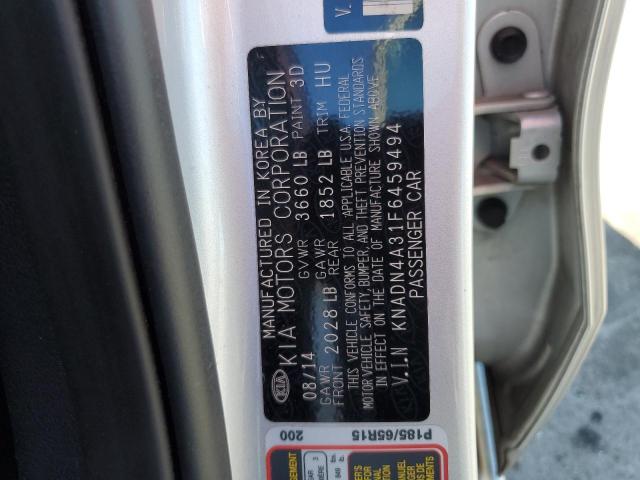 MANUFACTURED IN KOREA BY
KIA MOTORS CORPORATION
08/14 GVWR 3660 LB PAINT 3D
GAWR FRONT 2028 LB GAWR REAR 1852 LB TRIM HU
THIS VEHICLE CONFORMS TO ALL APPLICABLE U.S.A. FEDERAL
MOTOR VEHICLE SAFETY, BUMPER, AND THEFT PREVENTION STANDARDS
IN EFFECT ON THE DATE OF MANUFACTURE SHOWN ABOVE
V.I.N KNADN4A31F6459494
PASSENGER CAR
KIA
V.
200
P185/65R15